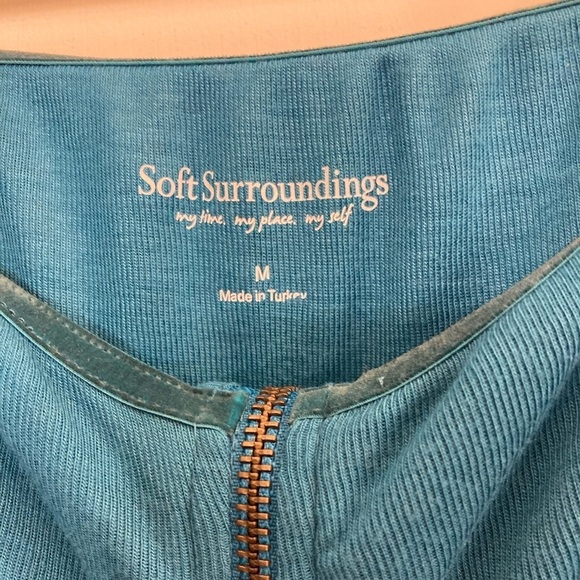 Soft Surroundings
my time. my place. my self
M
Made in Turkey